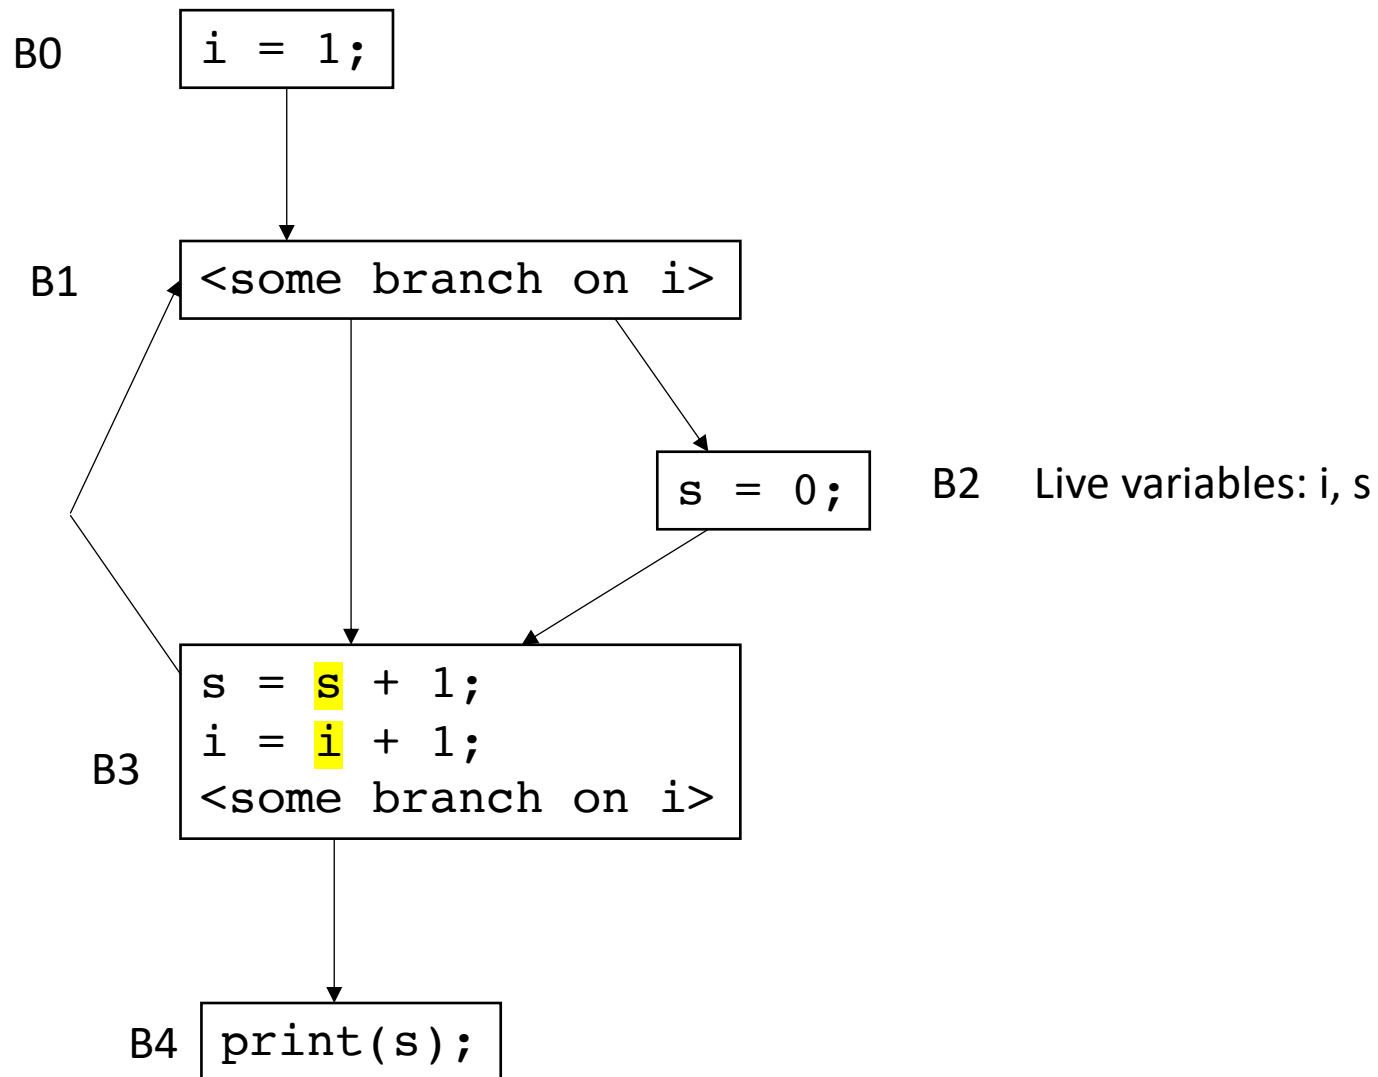 B0
i = 1;
B1
<some branch on i>
s = 0;
B2
Live variables: i, s
B3
s = s + 1;
i = i + 1;
<some branch on i>
B4
print(s);